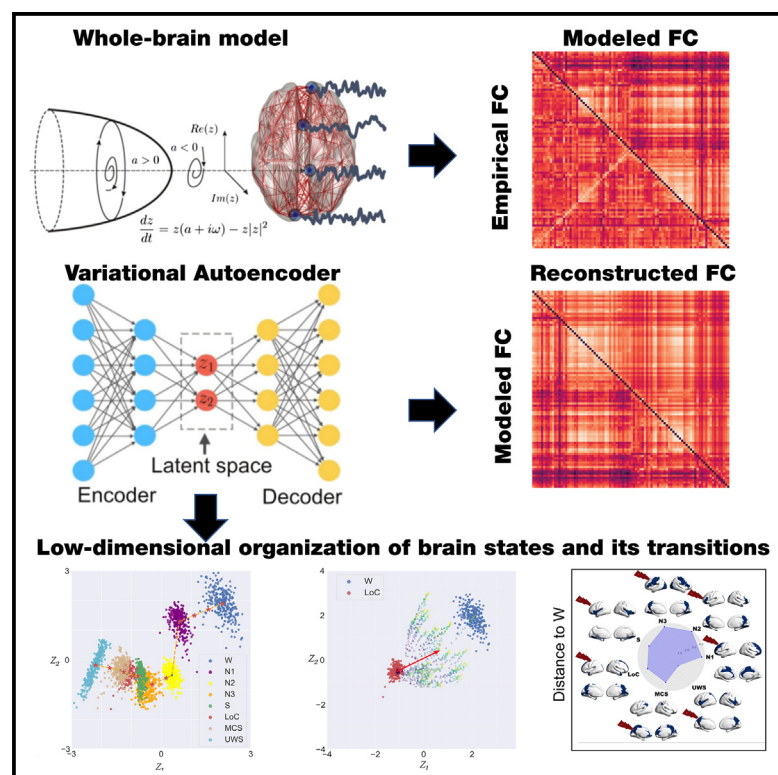 Whole-brain model
Modeled FC
Empirical FC
Re(z)
a < 0
a > 0
Im(z)
dz/dt = z(a + iω) − z|z|²
Variational Autoencoder
Reconstructed FC
Modeled FC
z₁
z₂
Latent space
Encoder
Decoder
Low-dimensional organization of brain states and its transitions
3
Z₂
0
−3
−3
0
3
Z₁
W
N1
N2
N3
S
LoC
MCS
UWS
4
2
Z₂
0
−2
−4
−4
0
2
Z₁
W
LoC
Distance to W
N3
N2
N1
S
LoC
MCS
UWS